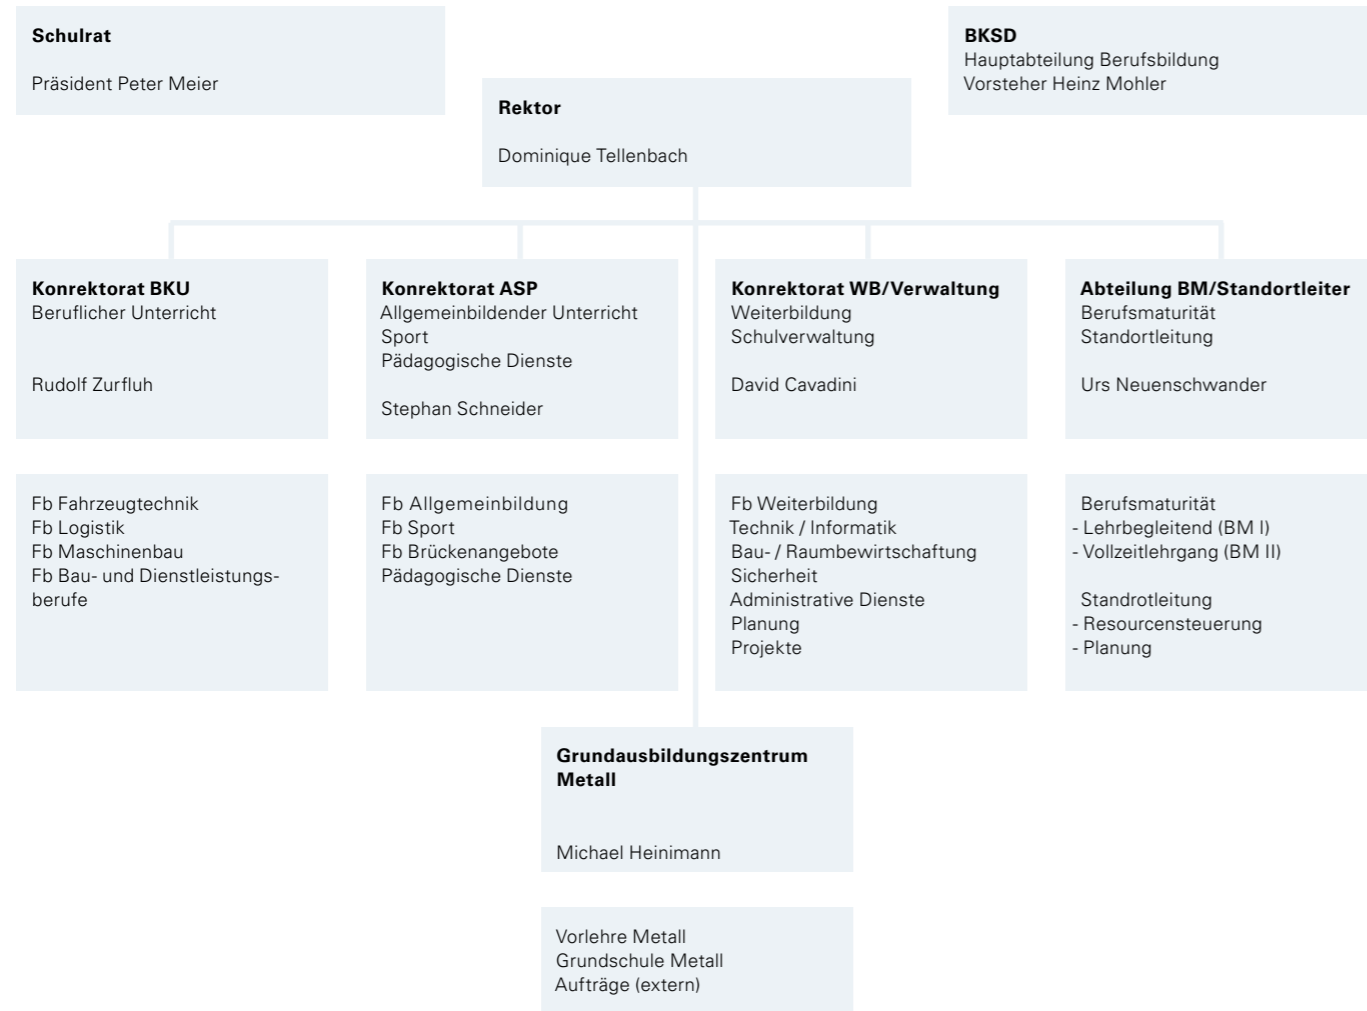 Schulrat
Präsident Peter Meier
BKSD
Hauptabteilung Berufsbildung
Vorsteher Heinz Mohler
Rektor
Dominique Tellenbach
Konrektorat BKU
Beruflicher Unterricht
Rudolf Zurfluh
Konrektorat ASP
Allgemeinbildender Unterricht
Sport
Pädagogische Dienste
Stephan Schneider
Konrektorat WB/Verwaltung
Weiterbildung
Schulverwaltung
David Cavadini
Abteilung BM/Standortleiter
Berufsmaturität
Standortleitung
Urs Neuenschwander
Fb Fahrzeugtechnik
Fb Logistik
Fb Maschinenbau
Fb Bau- und Dienstleistungs-
berufe
Fb Allgemeinbildung
Fb Sport
Fb Brückenangebote
Pädagogische Dienste
Fb Weiterbildung
Technik / Informatik
Bau- / Raumbewirtschaftung
Sicherheit
Administrative Dienste
Planung
Projekte
Berufsmaturität
- Lehrbegleitend (BM I)
- Vollzeitlehrgang (BM II)
Standrotleitung
- Resourcensteuerung
- Planung
Grundausbildungszentrum
Metall
Michael Heinimann
Vorlehre Metall
Grundschule Metall
Aufträge (extern)